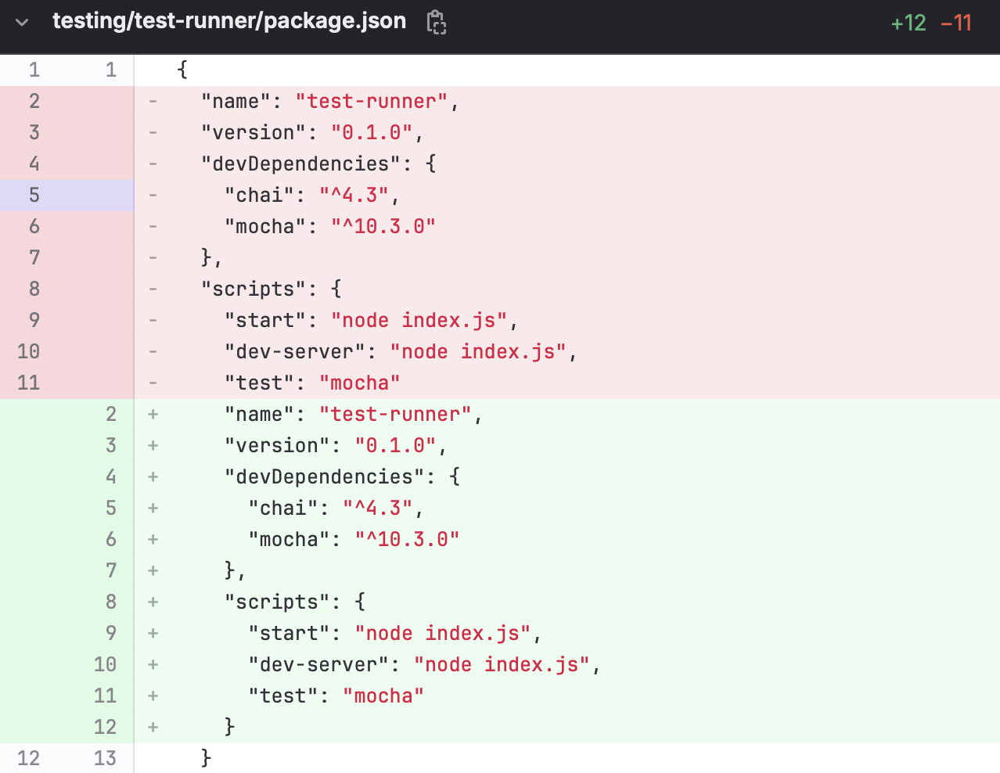 testing/test-runner/package.json +12 −11
1 1 {
2 - "name": "test-runner",
3 - "version": "0.1.0",
4 - "devDependencies": {
5 - "chai": "^4.3",
6 - "mocha": "^10.3.0"
7 - },
8 - "scripts": {
9 - "start": "node index.js",
10 - "dev-server": "node index.js",
11 - "test": "mocha"
2 + "name": "test-runner",
3 + "version": "0.1.0",
4 + "devDependencies": {
5 + "chai": "^4.3",
6 + "mocha": "^10.3.0"
7 + },
8 + "scripts": {
9 + "start": "node index.js",
10 + "dev-server": "node index.js",
11 + "test": "mocha"
12 + }
12 13 }